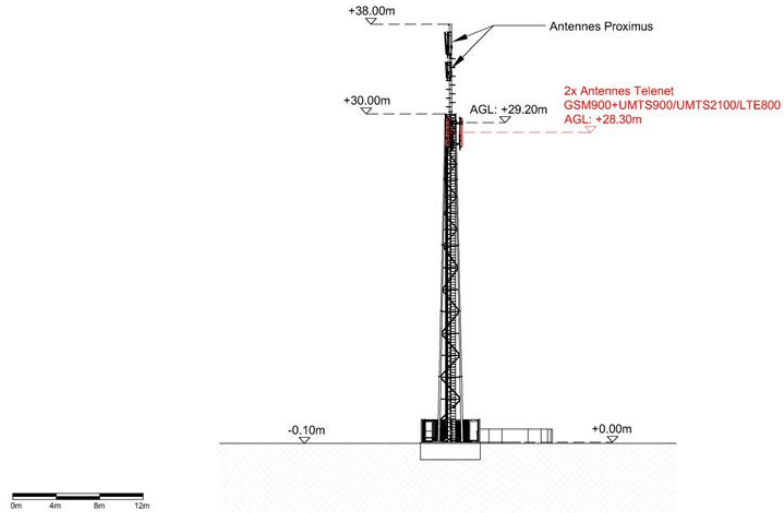 +38.00m
Antennes Proximus
2x Antennes Telenet
GSM900+UMTS900/UMTS2100/LTE800
AGL: +28.30m
+30.00m
AGL: +29.20m
-0.10m
+0.00m
0m 4m 8m 12m